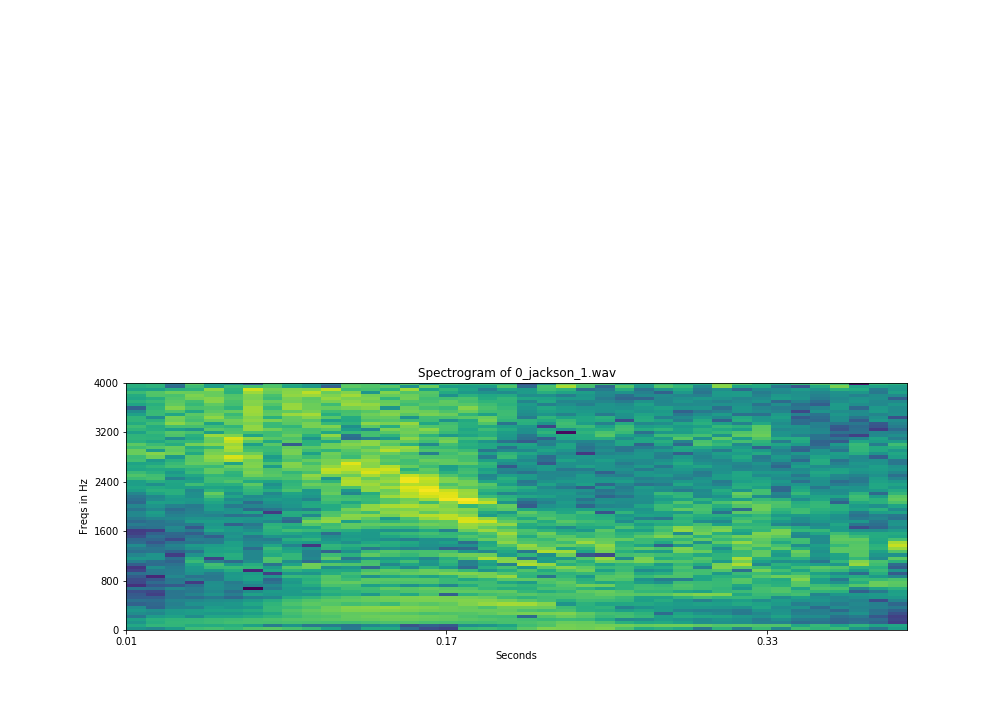 Spectrogram of 0_jackson_1.wav
4000
3200
2400
1600
800
0
Freqs in Hz
0.01 0.17 0.33
Seconds